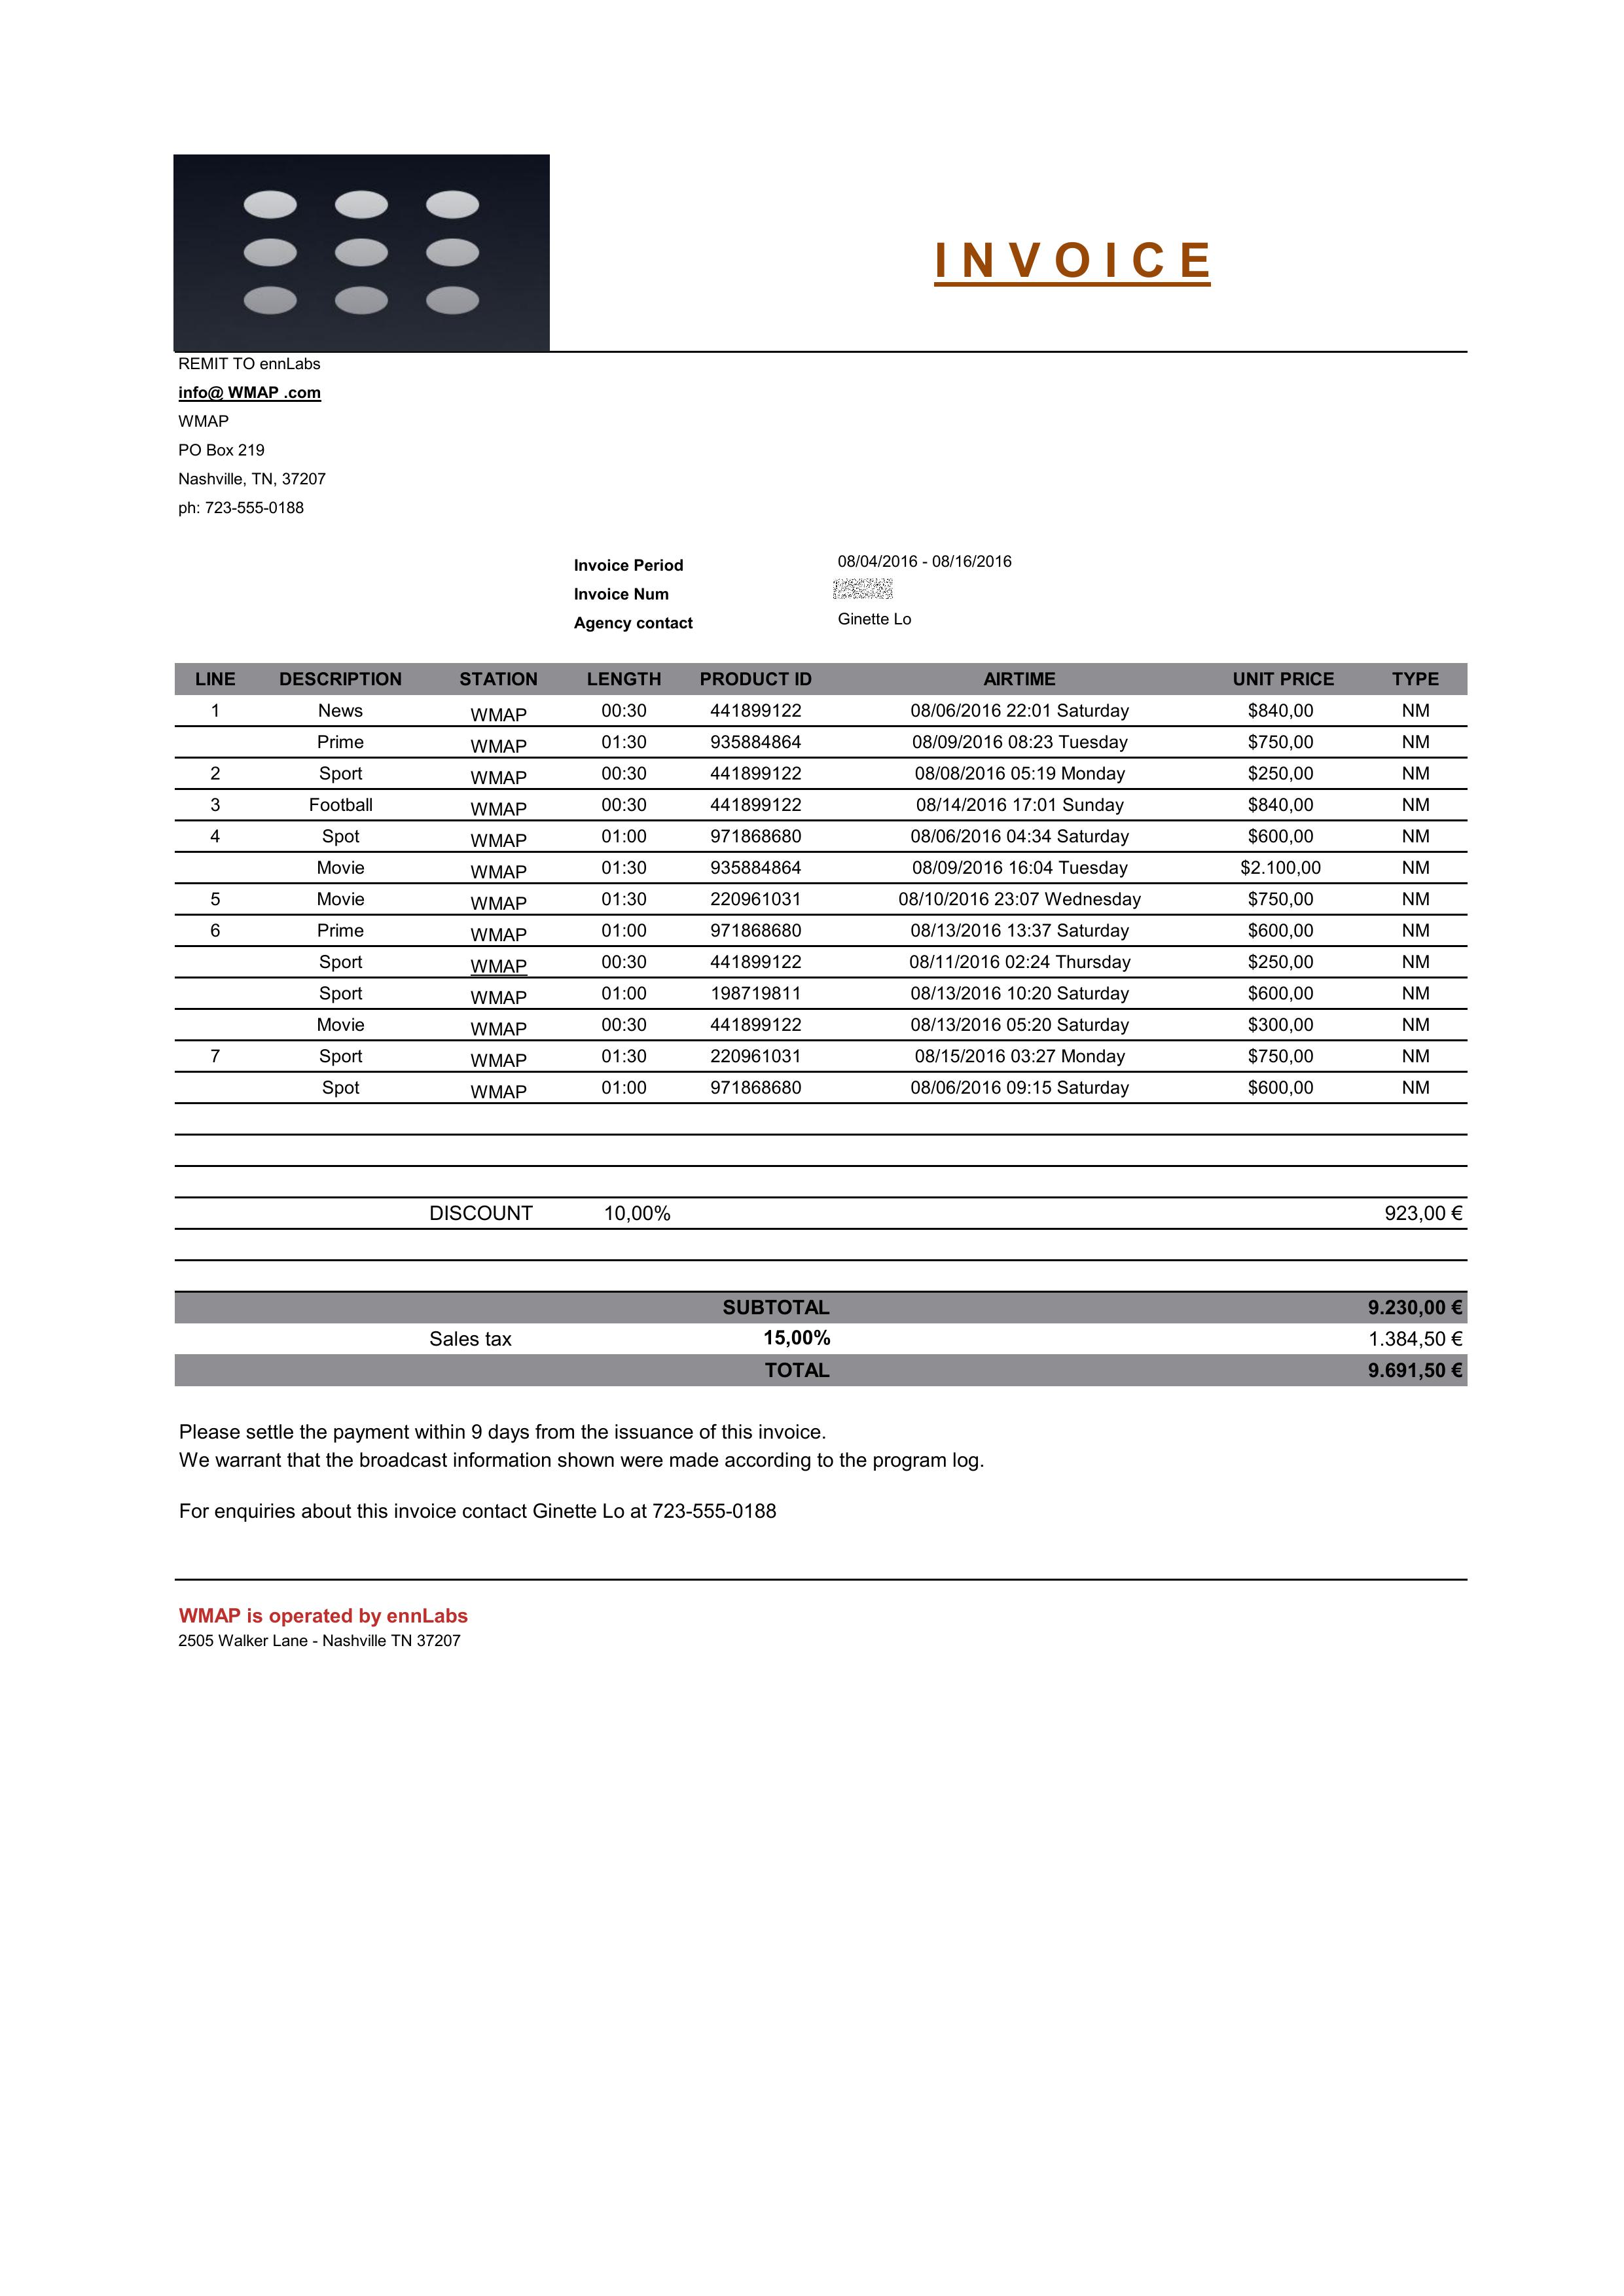 INVOICE
REMIT TO ennLabs
info@ WMAP .com
WMAP
PO Box 219
Nashville, TN, 37207
ph: 723-555-0188
Invoice Period 08/04/2016 - 08/16/2016
Invoice Num
Agency contact Ginette Lo
LINE DESCRIPTION STATION LENGTH PRODUCT ID AIRTIME UNIT PRICE TYPE
1 News WMAP 00:30 441899122 08/06/2016 22:01 Saturday $840,00 NM
Prime WMAP 01:30 935884864 08/09/2016 08:23 Tuesday $750,00 NM
2 Sport WMAP 00:30 441899122 08/08/2016 05:19 Monday $250,00 NM
3 Football WMAP 00:30 441899122 08/14/2016 17:01 Sunday $840,00 NM
4 Spot WMAP 01:00 971868680 08/06/2016 04:34 Saturday $600,00 NM
Movie WMAP 01:30 935884864 08/09/2016 16:04 Tuesday $2.100,00 NM
5 Movie WMAP 01:30 220961031 08/10/2016 23:07 Wednesday $750,00 NM
6 Prime WMAP 01:00 971868680 08/13/2016 13:37 Saturday $600,00 NM
Sport WMAP 00:30 441899122 08/11/2016 02:24 Thursday $250,00 NM
Sport WMAP 01:00 198719811 08/13/2016 10:20 Saturday $600,00 NM
Movie WMAP 00:30 441899122 08/13/2016 05:20 Saturday $300,00 NM
7 Sport WMAP 01:30 220961031 08/15/2016 03:27 Monday $750,00 NM
Spot WMAP 01:00 971868680 08/06/2016 09:15 Saturday $600,00 NM
DISCOUNT 10,00% 923,00 €
SUBTOTAL 9.230,00 €
Sales tax 15,00% 1.384,50 €
TOTAL 9.691,50 €
Please settle the payment within 9 days from the issuance of this invoice.
We warrant that the broadcast information shown were made according to the program log.
For enquiries about this invoice contact Ginette Lo at 723-555-0188
WMAP is operated by ennLabs
2505 Walker Lane - Nashville TN 37207